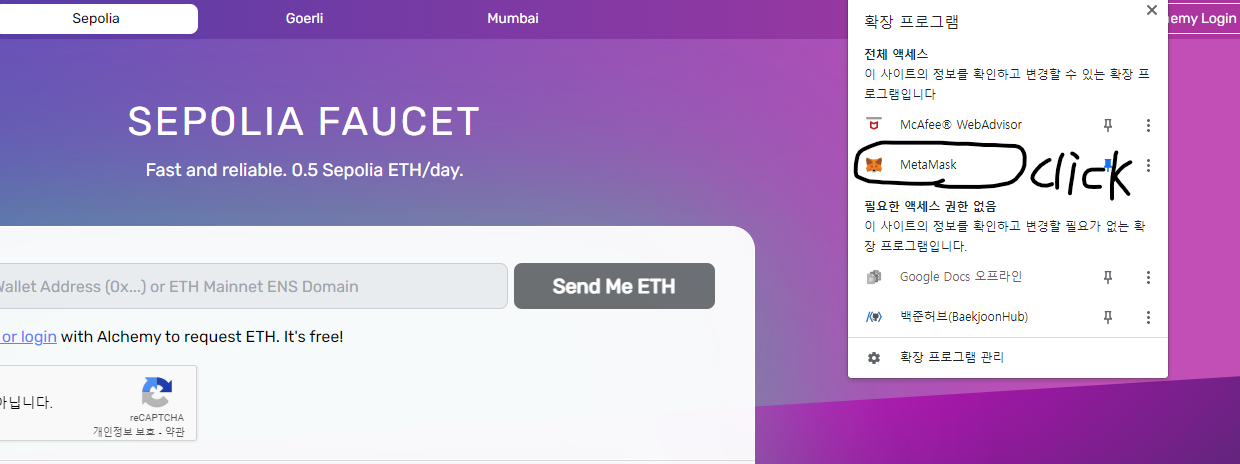 Sepolia
Goerli
Mumbai
emy Login
SEPOLIA FAUCET
Fast and reliable. 0.5 Sepolia ETH/day.
Wallet Address (0x...) or ETH Mainnet ENS Domain
Send Me ETH
or login with Alchemy to request ETH. It's free!
아닙니다.
reCAPTCHA
개인정보 보호 - 약관
확장 프로그램
전체 액세스
이 사이트의 정보를 확인하고 변경할 수 있는 확장 프
로그램입니다
McAfee® WebAdvisor
MetaMask
click
필요한 액세스 권한 없음
이 사이트의 정보를 확인하고 변경할 필요가 없는 확
장 프로그램입니다.
Google Docs 오프라인
백준허브(BaekjoonHub)
확장 프로그램 관리